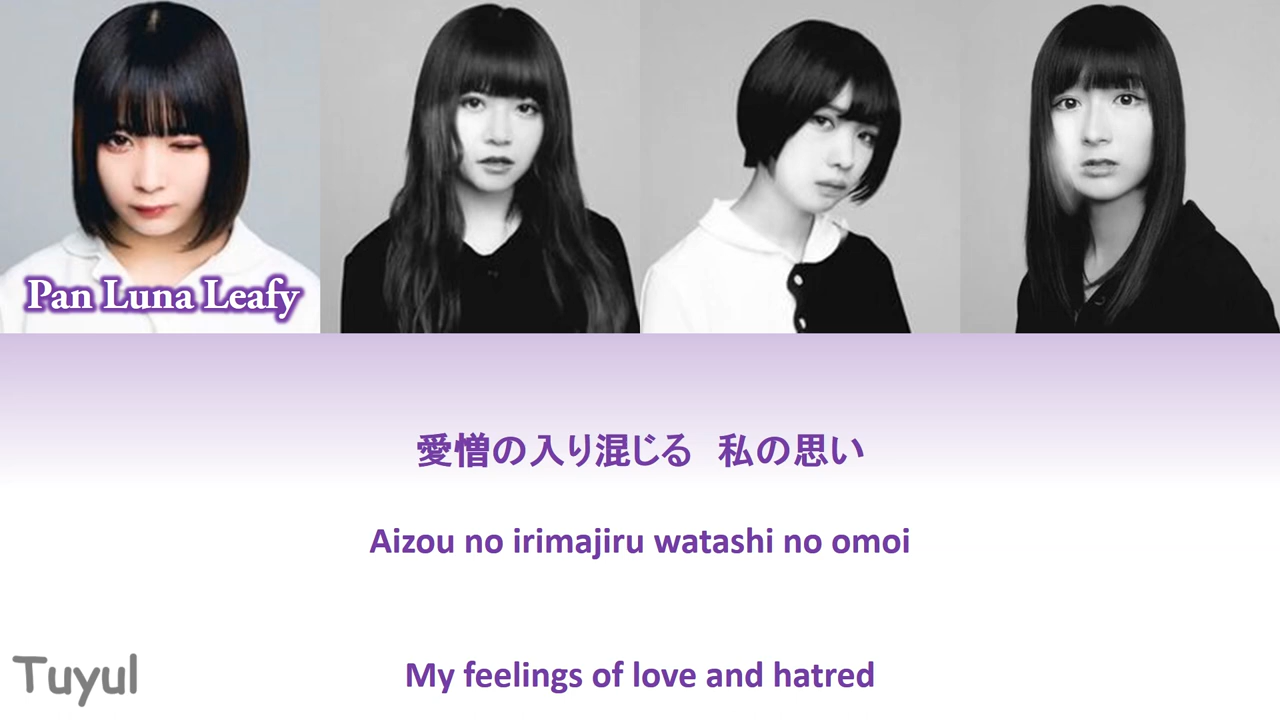 Pan Luna Leafy
愛憎の入り混じる　私の思い
Aizou no irimajiru watashi no omoi
My feelings of love and hatred
Tuyul